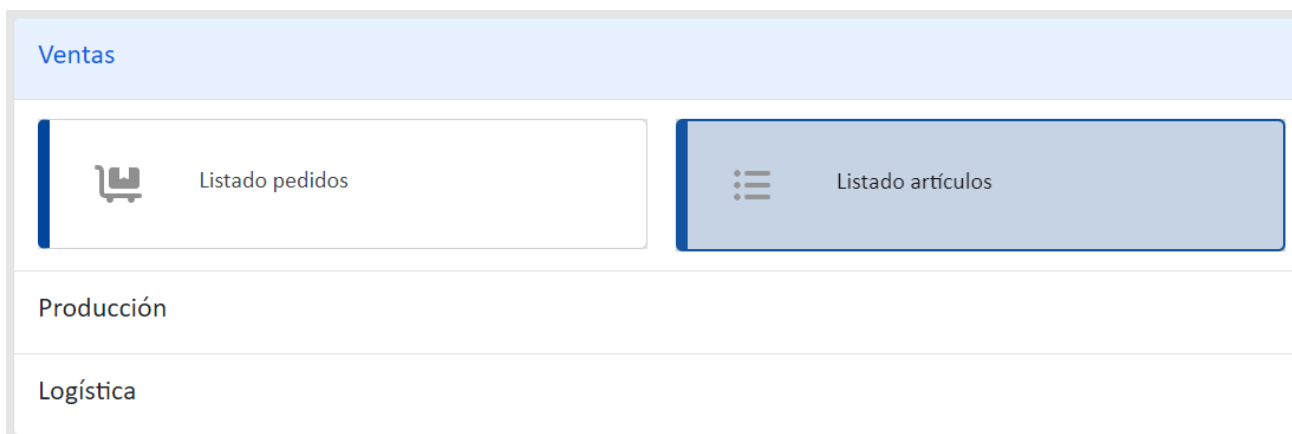 Ventas
Listado pedidos
Listado artículos
Producción
Logística